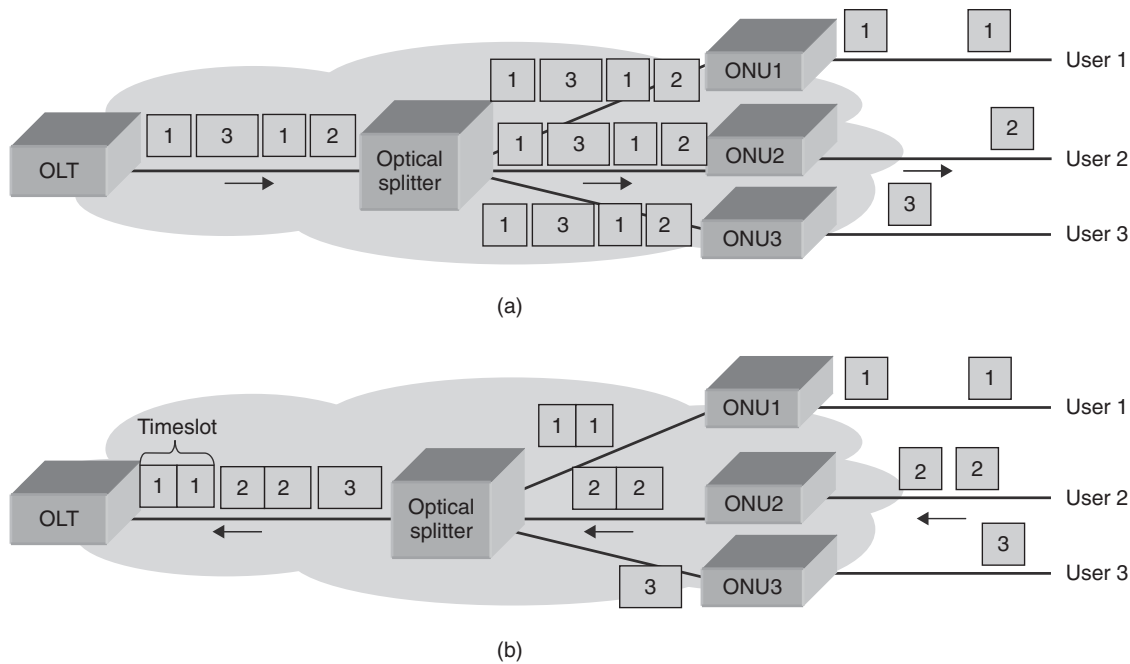 1 1
User 1
ONU1
1 3 1 2
1 3 1 2
OLT
Optical
splitter
1 3 1 2
ONU2
2
User 2
1 3 1 2
ONU3
3
User 3
(a)
1 1
User 1
ONU1
Timeslot
1 1
1 1 2 2 3
OLT
Optical
splitter
2 2
ONU2
2 2
User 2
3
ONU3
3
User 3
(b)